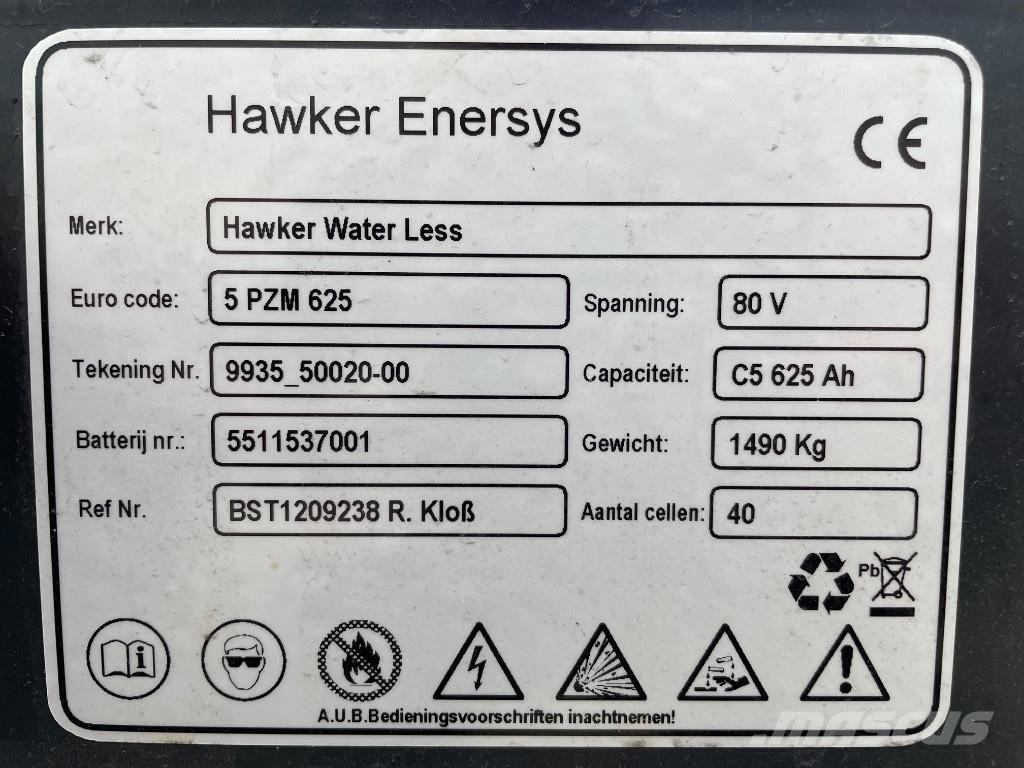 Hawker Enersys
CE
Merk: Hawker Water Less
Euro code: 5 PZM 625 Spanning: 80 V
Tekening Nr. 9935_50020-00 Capaciteit: C5 625 Ah
Batterij nr.: 5511537001 Gewicht: 1490 Kg
Ref Nr. BST1209238 R. Kloß Aantal cellen: 40
Pb
A.U.B.Bedieningsvoorschriften inachtnemen!
mascus